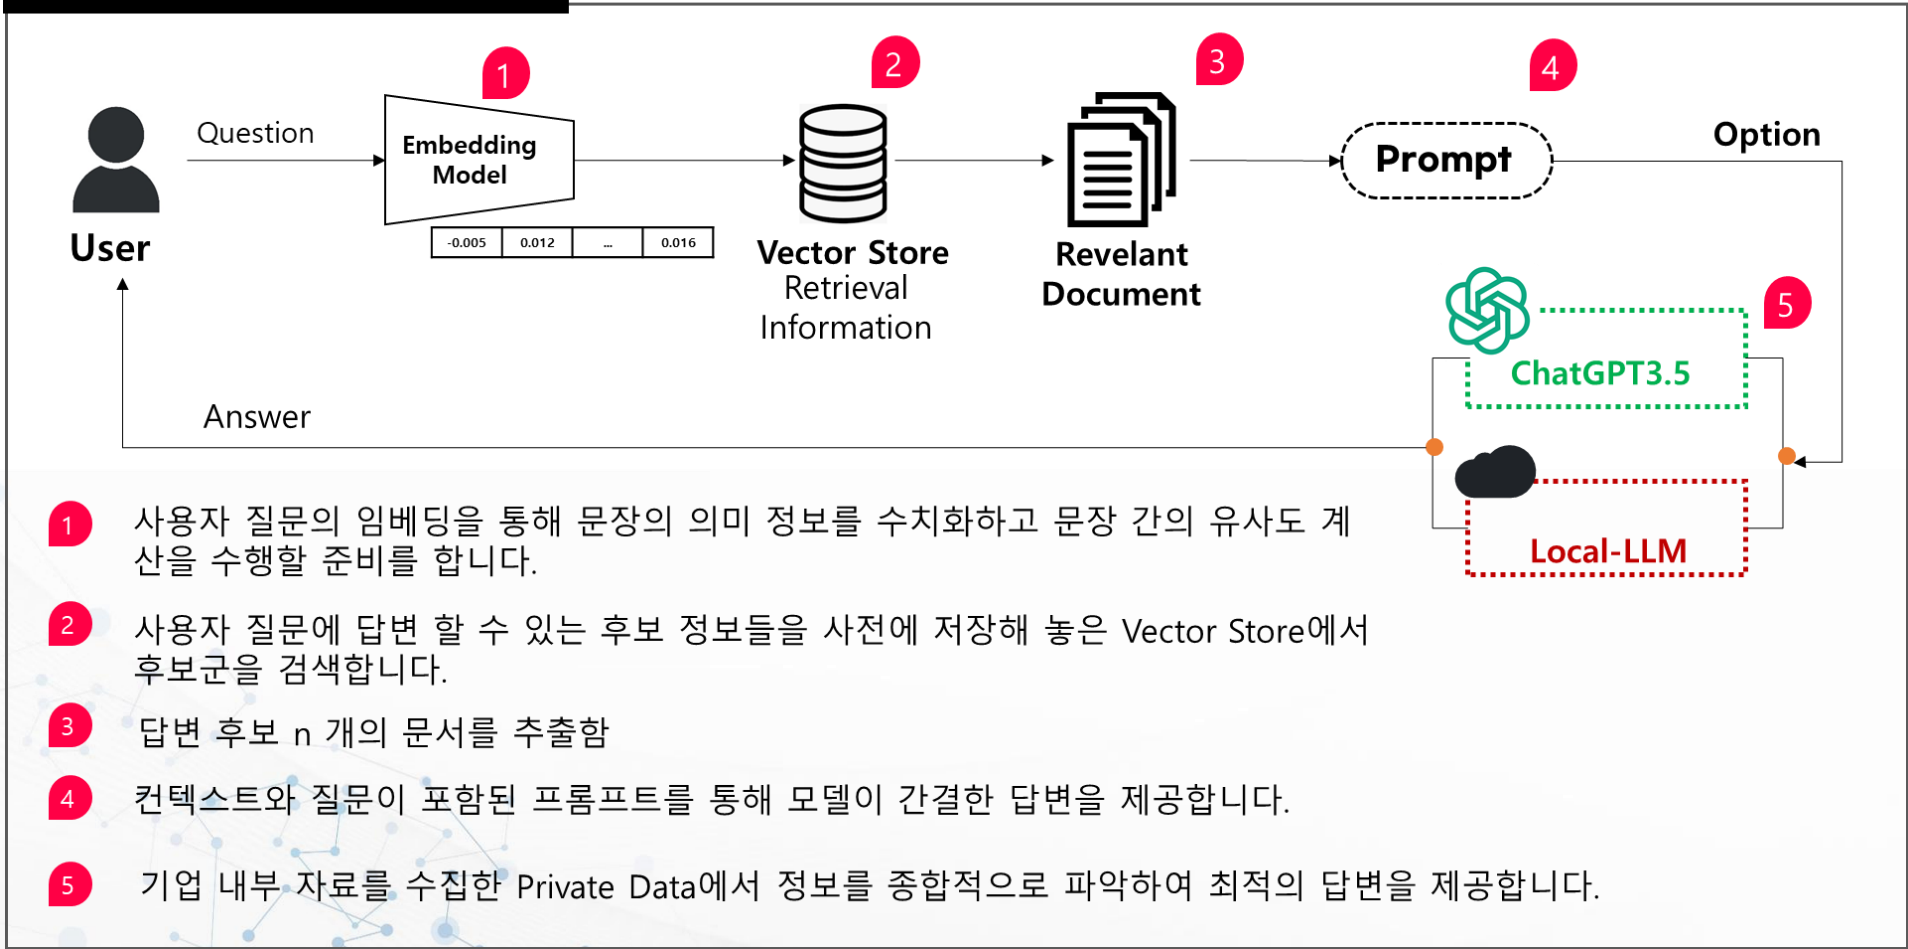 1
2
3
4
Question
Embedding
Model
Prompt
Option
User
-0.005 0.012 ... 0.016
Vector Store
Retrieval
Information
Revelant
Document
5
ChatGPT3.5
Answer
Local-LLM
1 사용자 질문의 임베딩을 통해 문장의 의미 정보를 수치화하고 문장 간의 유사도 계
산을 수행할 준비를 합니다.
2 사용자 질문에 답변 할 수 있는 후보 정보들을 사전에 저장해 놓은 Vector Store에서
후보군을 검색합니다.
3 답변 후보 n 개의 문서를 추출함
4 컨텍스트와 질문이 포함된 프롬프트를 통해 모델이 간결한 답변을 제공합니다.
5 기업 내부 자료를 수집한 Private Data에서 정보를 종합적으로 파악하여 최적의 답변을 제공합니다.